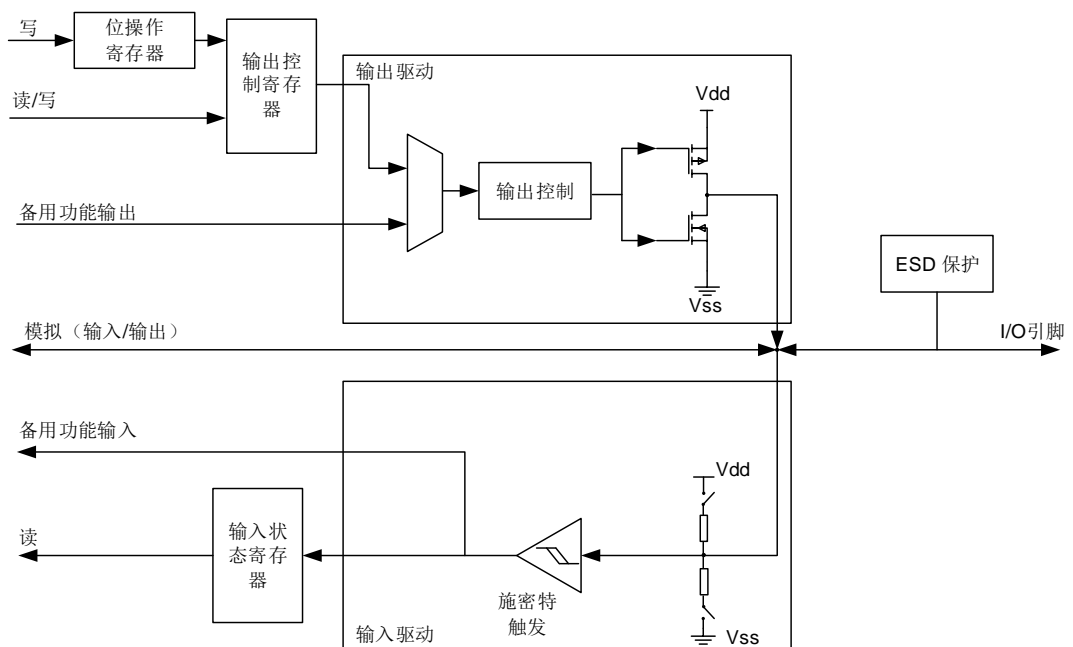 写
位操作
寄存器
输出控
制寄存
器
读/写
备用功能输出
输出驱动
输出控制
Vdd
Vss
ESD 保护
模拟（输入/输出）
I/O引脚
备用功能输入
读
输入状
态寄存
器
施密特
触发
Vdd
Vss
输入驱动